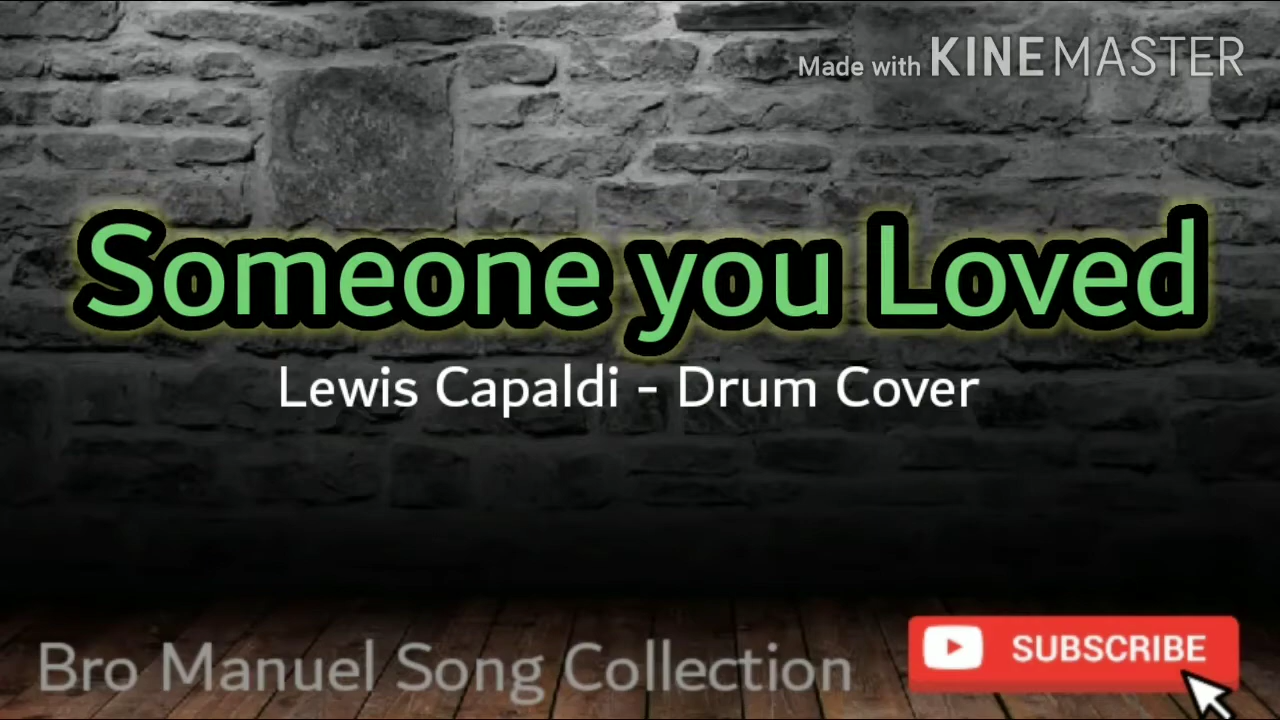 Made with KINEMASTER
Someone you Loved
Lewis Capaldi - Drum Cover
Bro Manuel Song Collection
SUBSCRIBE